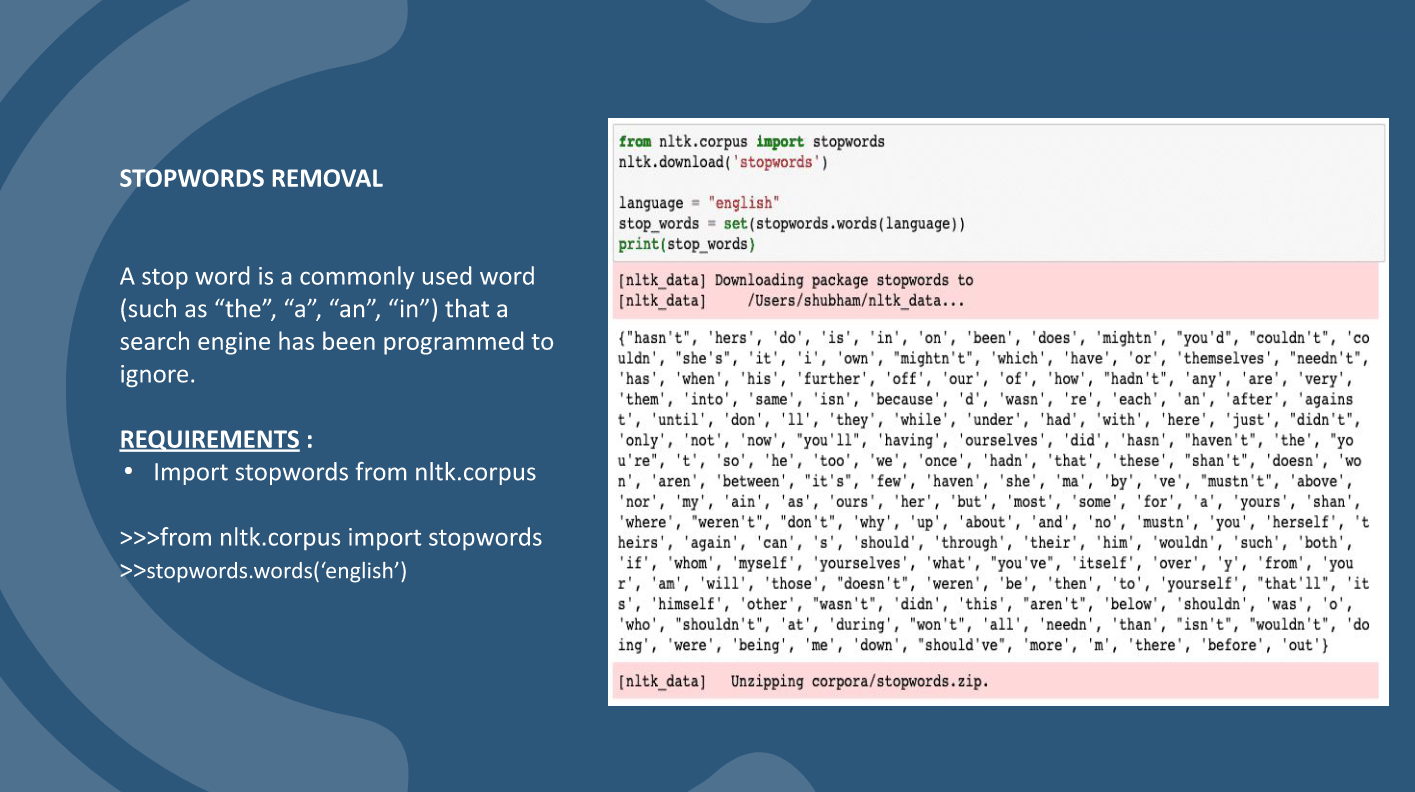 STOPWORDS REMOVAL
A stop word is a commonly used word
(such as “the”, “a”, “an”, “in”) that a
search engine has been programmed to
ignore.
REQUIREMENTS :
• Import stopwords from nltk.corpus
>>>from nltk.corpus import stopwords
>>stopwords.words(‘english’)
from nltk.corpus import stopwords
nltk.download('stopwords')
language = "english"
stop_words = set(stopwords.words(language))
print(stop_words)
[nltk_data] Downloading package stopwords to
[nltk_data]     /Users/shubham/nltk_data...
{"hasn't", 'hers', 'do', 'is', 'in', 'on', 'been', 'does', 'mightn', "you'd", "couldn't", 'co
uldn', "she's", 'it', 'i', 'own', "mightn't", 'which', 'have', 'or', 'themselves', "needn't",
'has', 'when', 'his', 'further', 'off', 'our', 'of', 'how', "hadn't", 'any', 'are', 'very',
'them', 'into', 'same', 'isn', 'because', 'd', 'wasn', 're', 'each', 'an', 'after', 'agains
t', 'until', 'don', 'll', 'they', 'while', 'under', 'had', 'with', 'here', 'just', "didn't",
'only', 'not', 'now', "you'll", 'having', 'ourselves', 'did', 'hasn', "haven't", 'the', "yo
u're", 't', 'so', 'he', 'too', 'we', 'once', 'hadn', 'that', 'these', "shan't", 'doesn', 'wo
n', 'aren', 'between', "it's", 'few', 'haven', 'she', 'ma', 'by', 've', "mustn't", 'above',
'nor', 'my', 'ain', 'as', 'ours', 'her', 'but', 'most', 'some', 'for', 'a', 'yours', 'shan',
'where', "weren't", "don't", 'why', 'up', 'about', 'and', 'no', 'mustn', 'you', 'herself', 't
heirs', 'again', 'can', 's', 'should', 'through', 'their', 'him', 'wouldn', 'such', 'both',
'if', 'whom', 'myself', 'yourselves', 'what', "you've", 'itself', 'over', 'y', 'from', 'you
r', 'am', 'will', 'those', "doesn't", 'weren', 'be', 'then', 'to', 'yourself', "that'll", 'it
s', 'himself', 'other', "wasn't", 'didn', 'this', "aren't", 'below', 'shouldn', 'was', 'o',
'who', "shouldn't", 'at', 'during', "won't", 'all', 'needn', 'than', "isn't", "wouldn't", 'do
ing', 'were', 'being', 'me', 'down', "should've", 'more', 'm', 'there', 'before', 'out'}
[nltk_data]   Unzipping corpora/stopwords.zip.